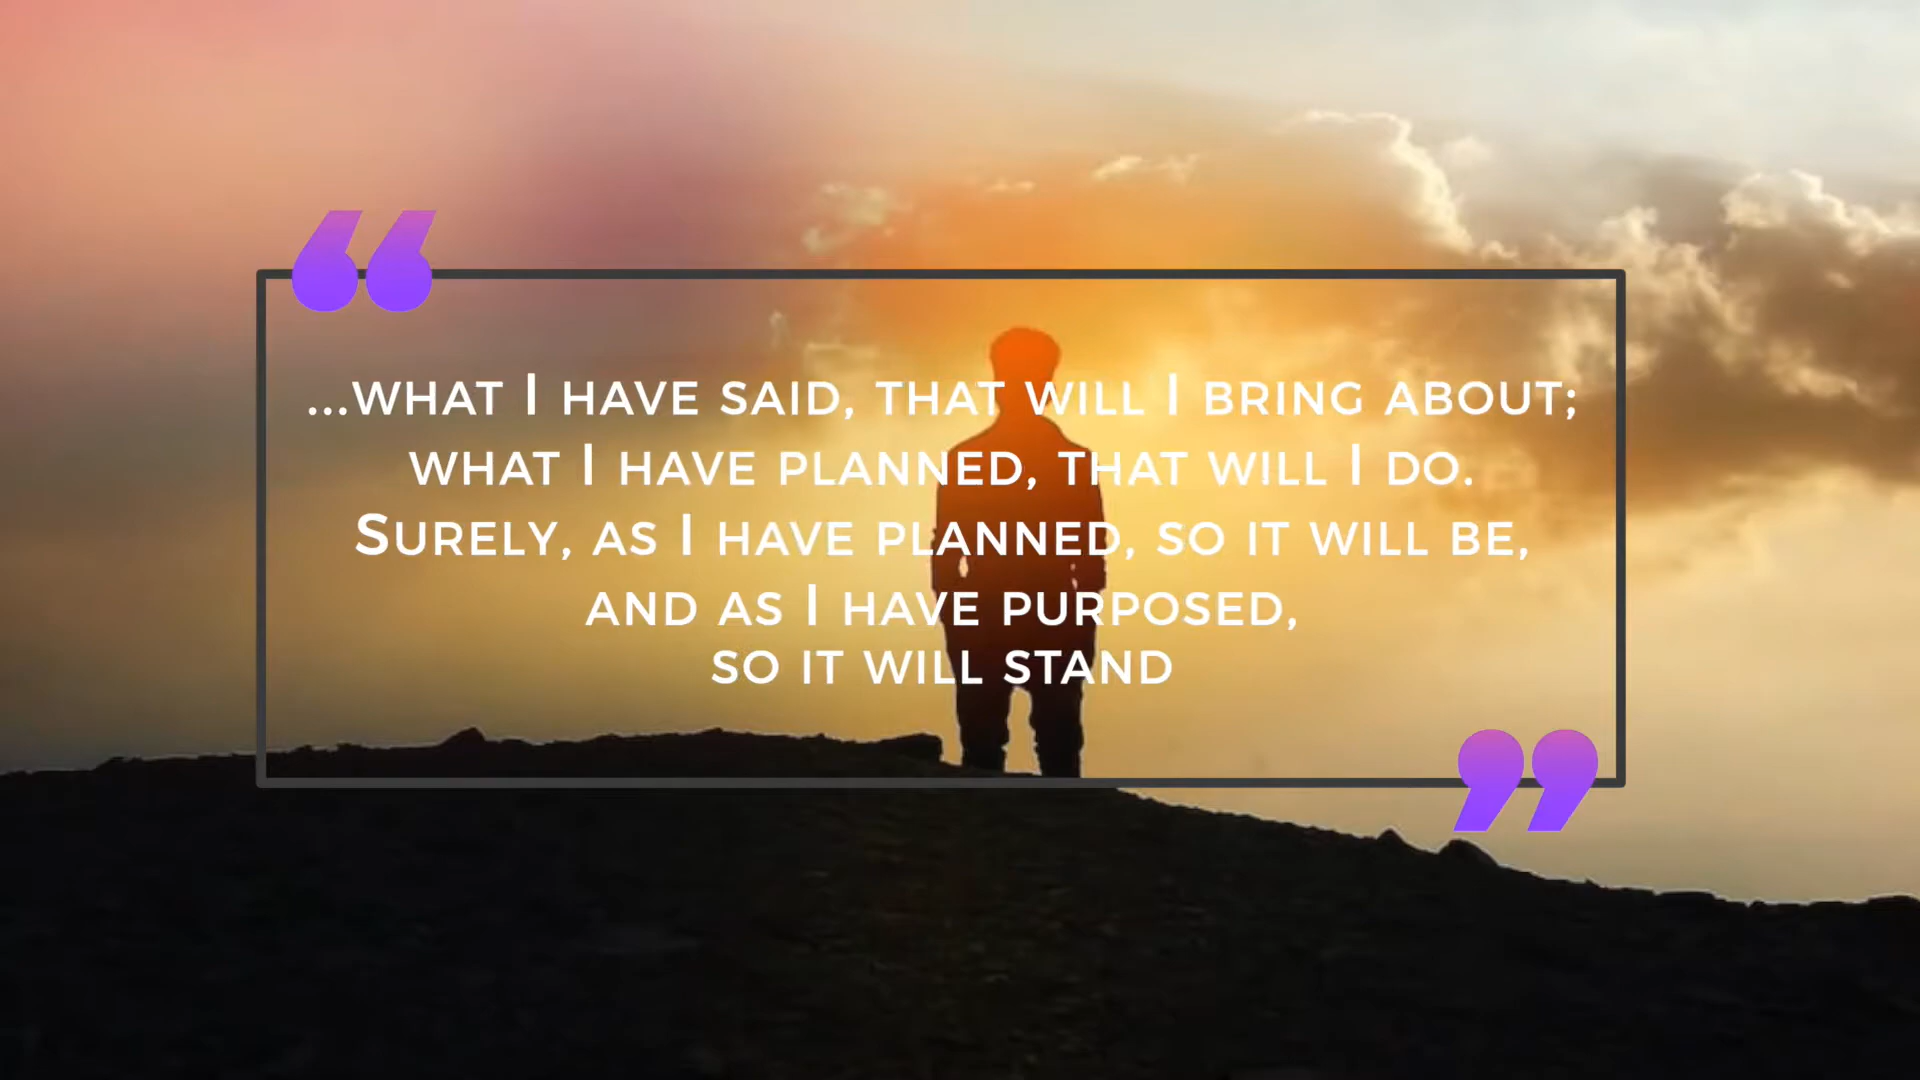 ...what I have said, that will I bring about;
what I have planned, that will I do.
Surely, as I have planned, so it will be,
and as I have purposed,
so it will stand